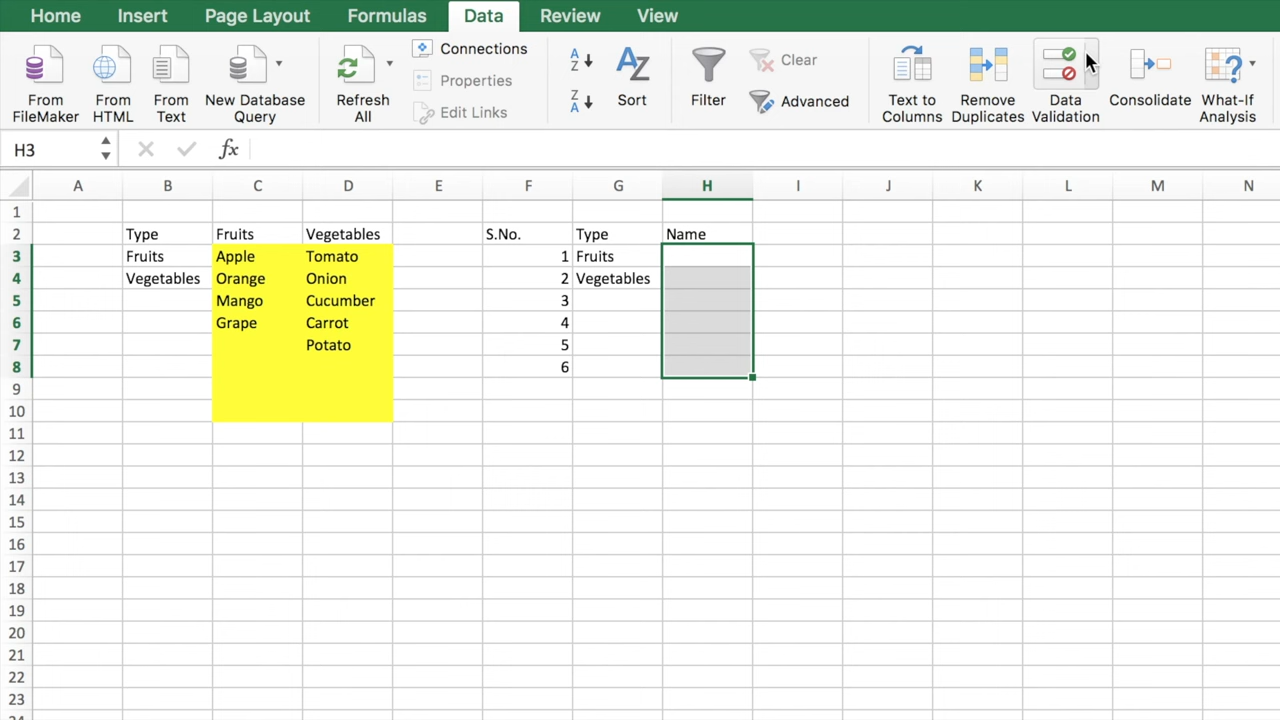 Home Insert Page Layout Formulas Data Review View
From FileMaker
From HTML
From Text
New Database Query
Refresh All
Connections
Properties
Edit Links
A Z
Z A
AZ
Sort
Filter
Clear
Advanced
Text to Columns
Remove Duplicates
Data Validation
Consolidate
What-If Analysis
H3 fx
A B C D E F G H I J K L M N
1
2 Type Fruits Vegetables S.No. Type Name
3 Fruits Apple Tomato 1 Fruits
4 Vegetables Orange Onion 2 Vegetables
5 Mango Cucumber 3
6 Grape Carrot 4
7 Potato 5
8 6
9
10
11
12
13
14
15
16
17
18
19
20
21
22
23
24